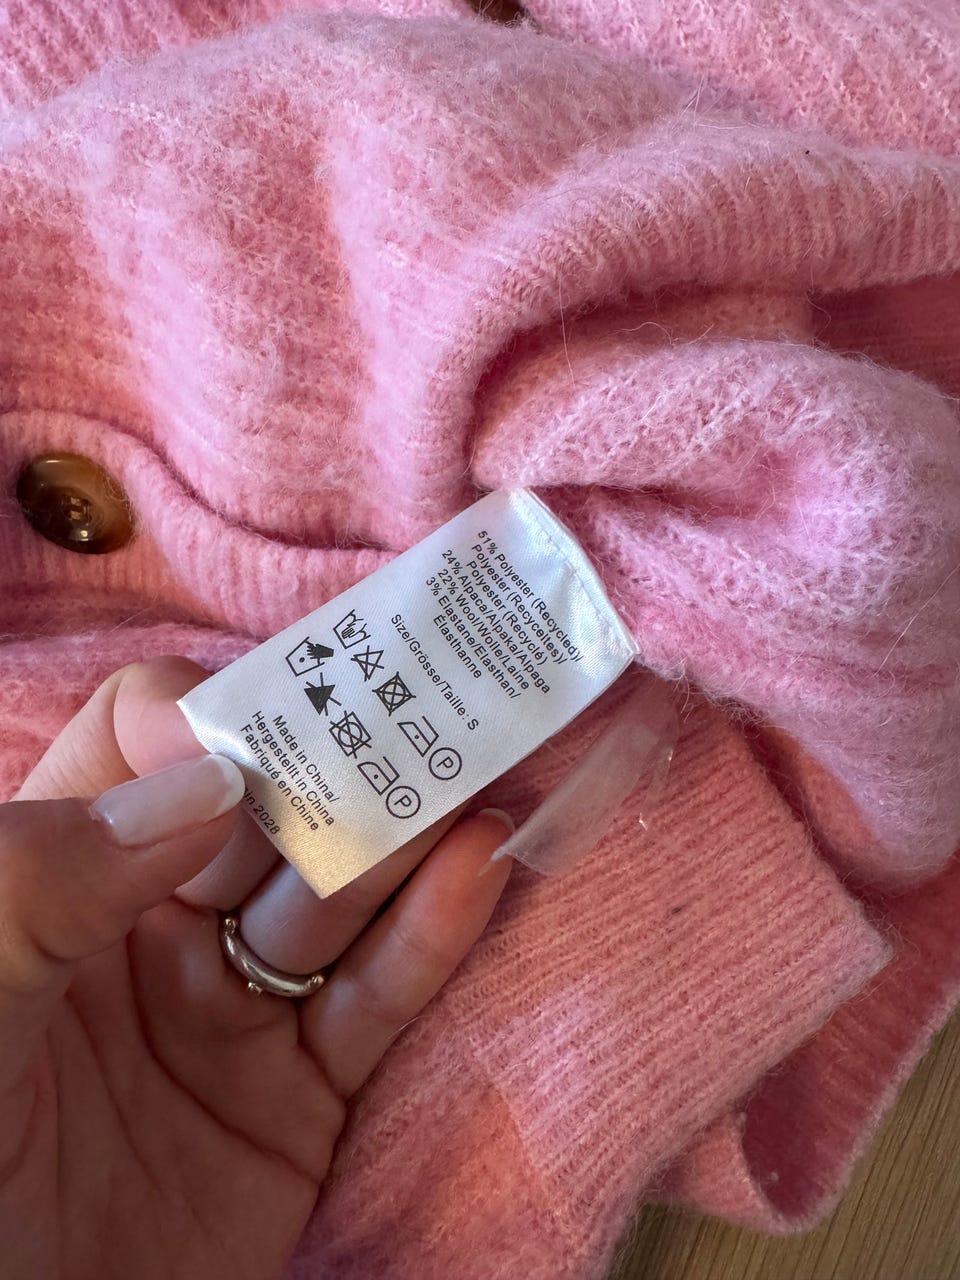 51% Polyester (Recycled)/
Polyester (Recyceltes)/
Polyester (Recyclé)
24% Alpaca/Alpaka/Alpaga
22% Wool/Wolle/Laine
3% Elastane/Elasthan/
Élasthanne
Size/Grösse/Taille: S
P
P
Made in China/
Hergestellt in China
Fabriqué en Chine
2028